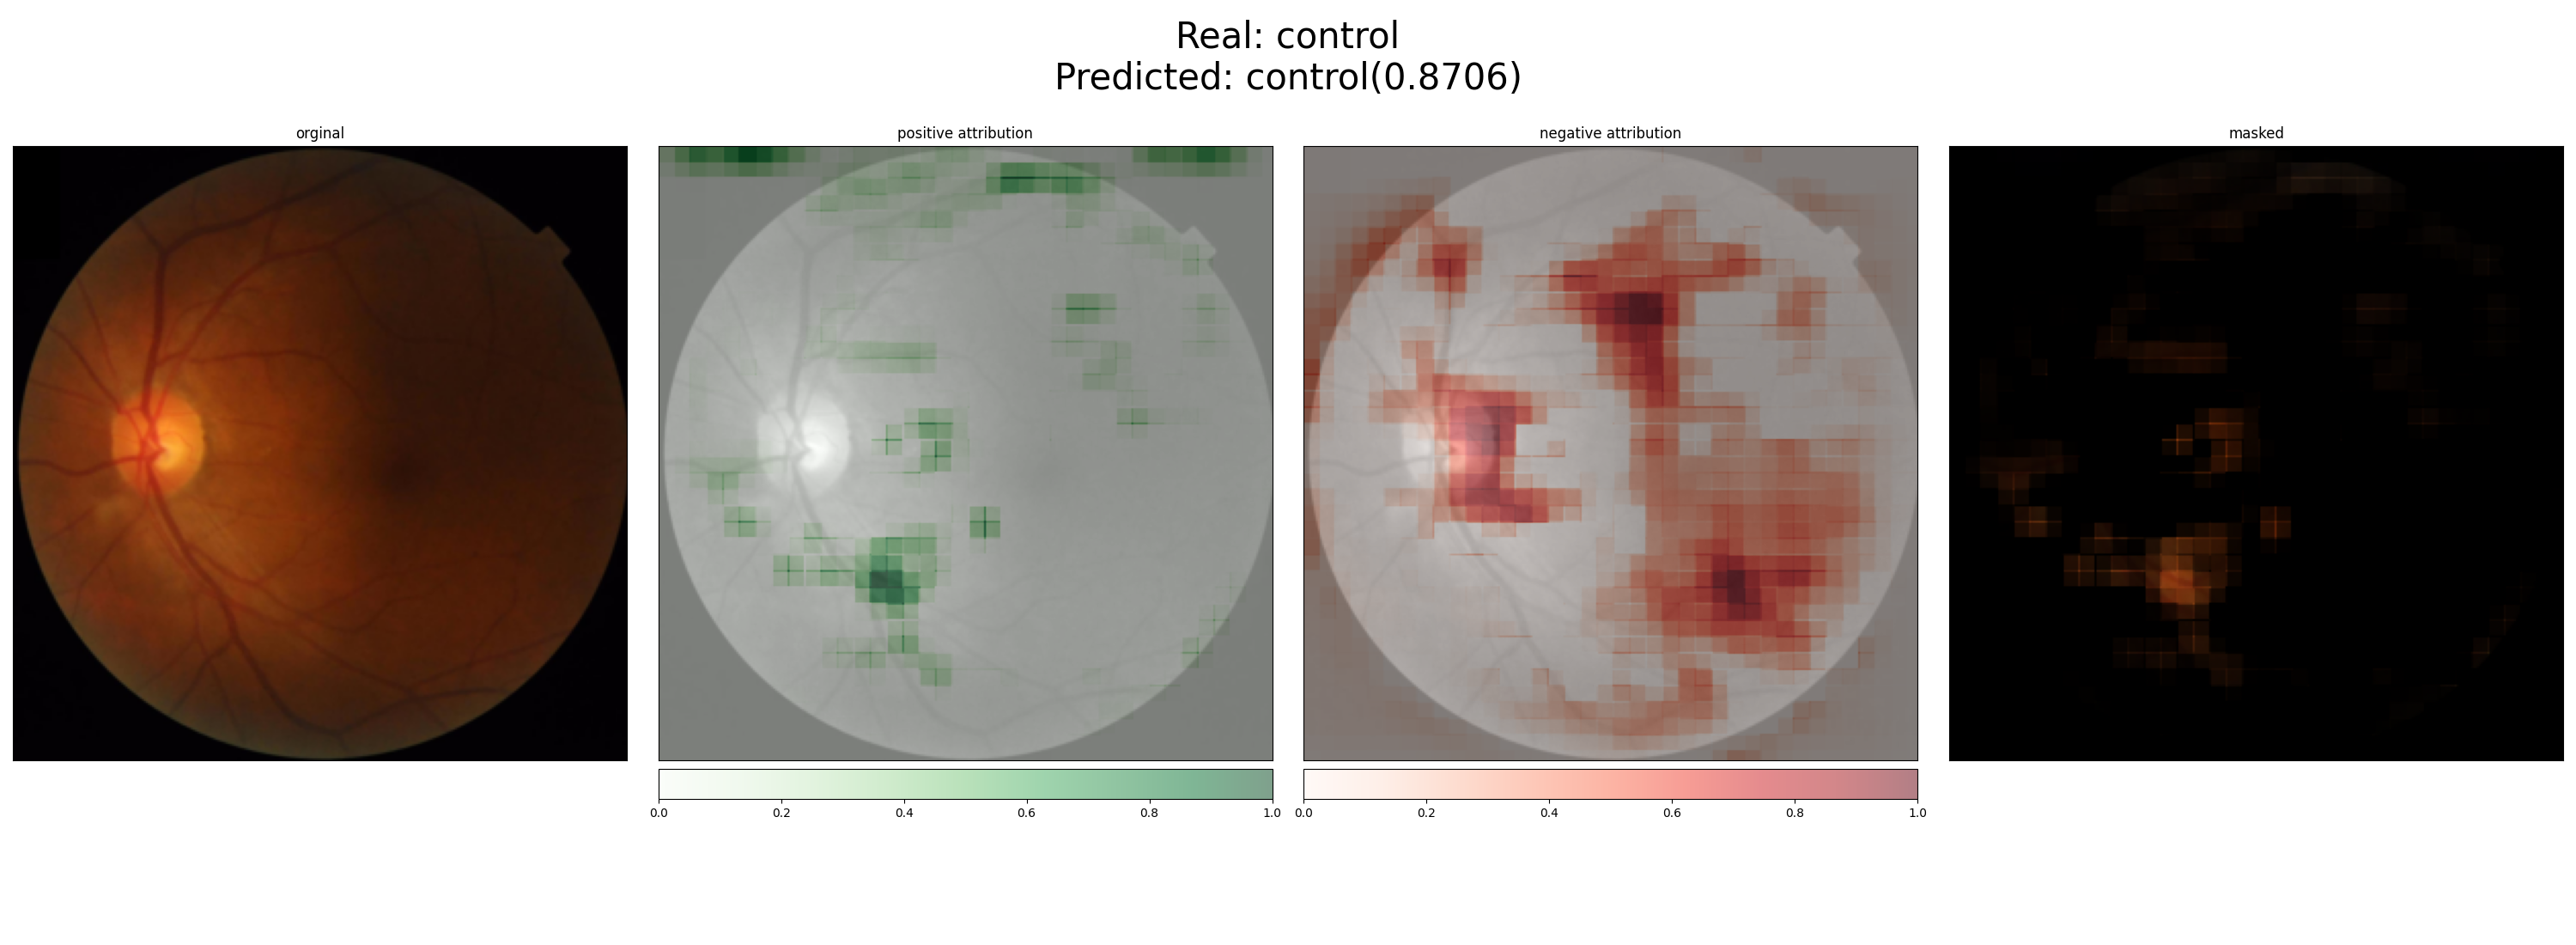 Real: control
Predicted: control(0.8706)
orginal
positive attribution
negative attribution
masked
0.0 0.2 0.4 0.6 0.8 1.0
0.0 0.2 0.4 0.6 0.8 1.0